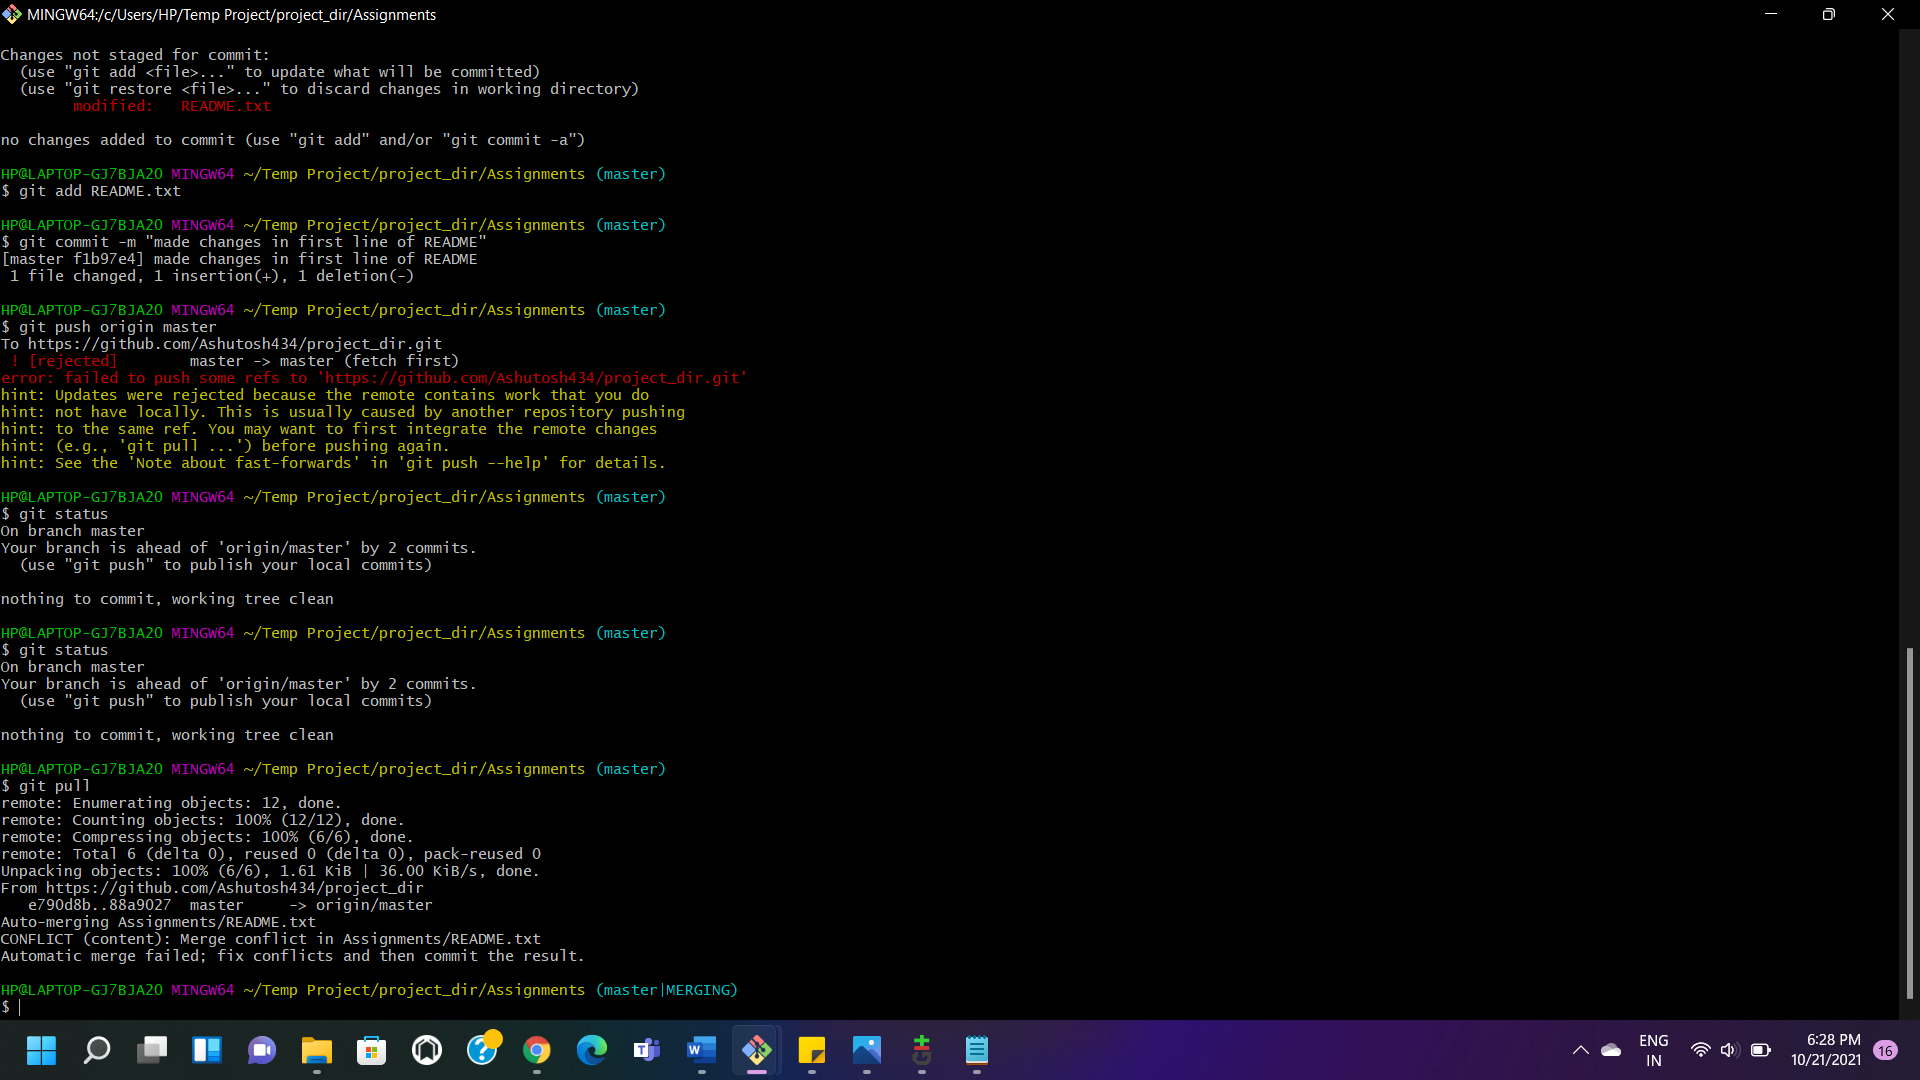 MINGW64:/c/Users/HP/Temp Project/project_dir/Assignments
Changes not staged for commit:
  (use "git add <file>..." to update what will be committed)
  (use "git restore <file>..." to discard changes in working directory)
        modified:   README.txt
no changes added to commit (use "git add" and/or "git commit -a")
HP@LAPTOP-GJ7BJA2O MINGW64 ~/Temp Project/project_dir/Assignments (master)
$ git add README.txt
HP@LAPTOP-GJ7BJA2O MINGW64 ~/Temp Project/project_dir/Assignments (master)
$ git commit -m "made changes in first line of README"
[master f1b97e4] made changes in first line of README
 1 file changed, 1 insertion(+), 1 deletion(-)
HP@LAPTOP-GJ7BJA2O MINGW64 ~/Temp Project/project_dir/Assignments (master)
$ git push origin master
To https://github.com/Ashutosh434/project_dir.git
 ! [rejected]        master -> master (fetch first)
error: failed to push some refs to 'https://github.com/Ashutosh434/project_dir.git'
hint: Updates were rejected because the remote contains work that you do
hint: not have locally. This is usually caused by another repository pushing
hint: to the same ref. You may want to first integrate the remote changes
hint: (e.g., 'git pull ...') before pushing again.
hint: See the 'Note about fast-forwards' in 'git push --help' for details.
HP@LAPTOP-GJ7BJA2O MINGW64 ~/Temp Project/project_dir/Assignments (master)
$ git status
On branch master
Your branch is ahead of 'origin/master' by 2 commits.
  (use "git push" to publish your local commits)
nothing to commit, working tree clean
HP@LAPTOP-GJ7BJA2O MINGW64 ~/Temp Project/project_dir/Assignments (master)
$ git status
On branch master
Your branch is ahead of 'origin/master' by 2 commits.
  (use "git push" to publish your local commits)
nothing to commit, working tree clean
HP@LAPTOP-GJ7BJA2O MINGW64 ~/Temp Project/project_dir/Assignments (master)
$ git pull
remote: Enumerating objects: 12, done.
remote: Counting objects: 100% (12/12), done.
remote: Compressing objects: 100% (6/6), done.
remote: Total 6 (delta 0), reused 0 (delta 0), pack-reused 0
Unpacking objects: 100% (6/6), 1.61 KiB | 36.00 KiB/s, done.
From https://github.com/Ashutosh434/project_dir
   e790d8b..88a9027  master     -> origin/master
Auto-merging Assignments/README.txt
CONFLICT (content): Merge conflict in Assignments/README.txt
Automatic merge failed; fix conflicts and then commit the result.
HP@LAPTOP-GJ7BJA2O MINGW64 ~/Temp Project/project_dir/Assignments (master|MERGING)
$
ENG
IN
6:28 PM
10/21/2021
16